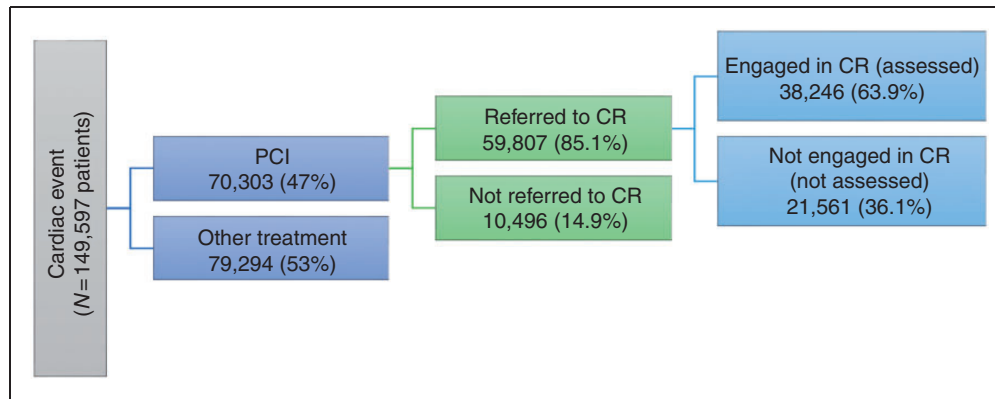 Cardiac event
(N = 149,597 patients)
PCI
70,303 (47%)
Other treatment
79,294 (53%)
Referred to CR
59,807 (85.1%)
Not referred to CR
10,496 (14.9%)
Engaged in CR (assessed)
38,246 (63.9%)
Not engaged in CR
(not assessed)
21,561 (36.1%)